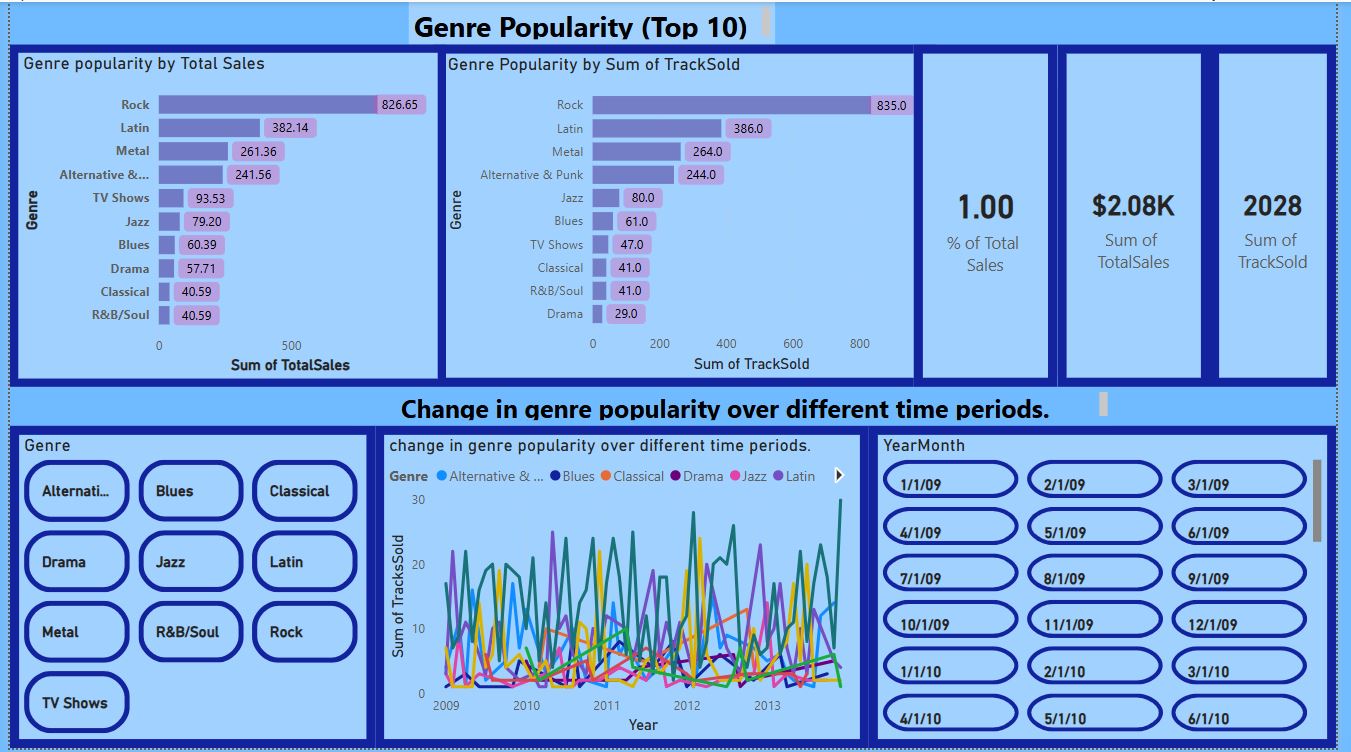 Genre Popularity (Top 10)
Genre popularity by Total Sales
Genre
Rock
826.65
Latin
382.14
Metal
261.36
Alternative &...
241.56
TV Shows
93.53
Jazz
79.20
Blues
60.39
Drama
57.71
Classical
40.59
R&B/Soul
40.59
0
500
Sum of TotalSales
Genre Popularity by Sum of TrackSold
Genre
Rock
835.0
Latin
386.0
Metal
264.0
Alternative & Punk
244.0
Jazz
80.0
Blues
61.0
TV Shows
47.0
Classical
41.0
R&B/Soul
41.0
Drama
29.0
0
200
400
600
800
Sum of TrackSold
1.00
% of Total
Sales
$2.08K
Sum of
TotalSales
2028
Sum of
TrackSold
Change in genre popularity over different time periods.
Genre
Alternati...
Blues
Classical
Drama
Jazz
Latin
Metal
R&B/Soul
Rock
TV Shows
change in genre popularity over different time periods.
Genre
Alternative & ...
Blues
Classical
Drama
Jazz
Latin
Sum of TracksSold
30
20
10
0
2009
2010
2011
2012
2013
Year
YearMonth
1/1/09
2/1/09
3/1/09
4/1/09
5/1/09
6/1/09
7/1/09
8/1/09
9/1/09
10/1/09
11/1/09
12/1/09
1/1/10
2/1/10
3/1/10
4/1/10
5/1/10
6/1/10